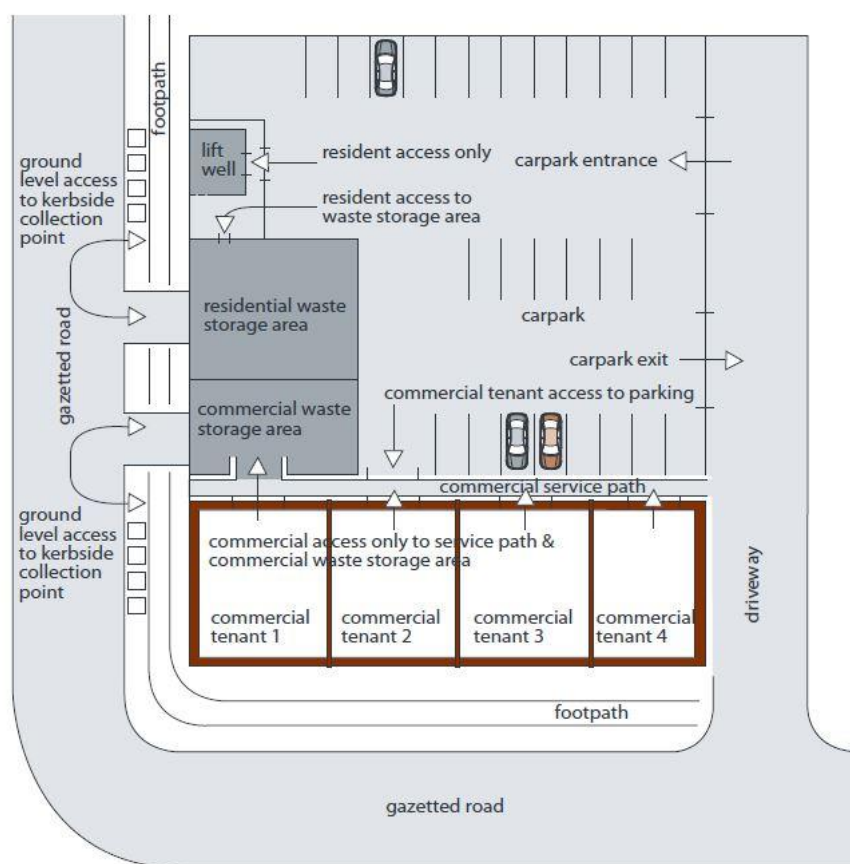 footpath
ground
level access
to kerbside
collection
point
lift
well
resident access only
carpark entrance
resident access to
waste storage area
residential waste
storage area
carpark
gazetted road
carpark exit
commercial tenant access to parking
commercial waste
storage area
commercial service path
ground
level access
to kerbside
collection
point
commercial access only to service path &
commercial waste storage area
driveway
commercial
tenant 1
commercial
tenant 2
commercial
tenant 3
commercial
tenant 4
footpath
gazetted road